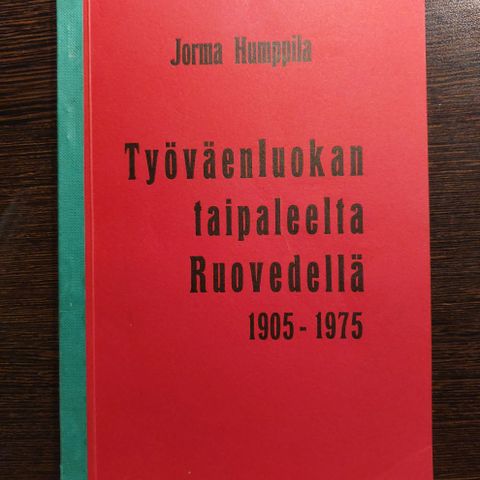 Jorma Humppila
Työväenluokan
taipaleelta
Ruovedellä
1905 - 1975